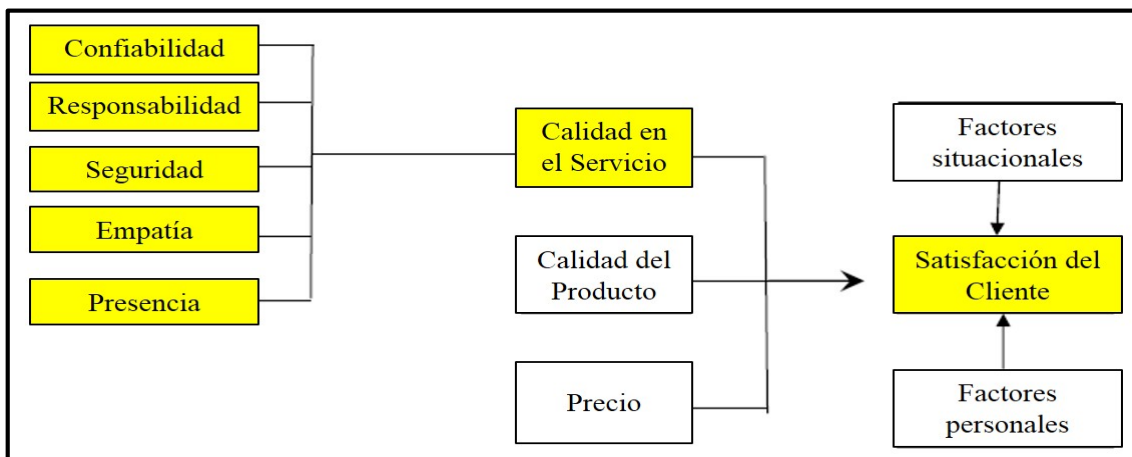 Confiabilidad
Responsabilidad
Seguridad
Empatía
Presencia
Calidad en
el Servicio
Calidad del
Producto
Precio
Factores
situacionales
Satisfacción del
Cliente
Factores
personales